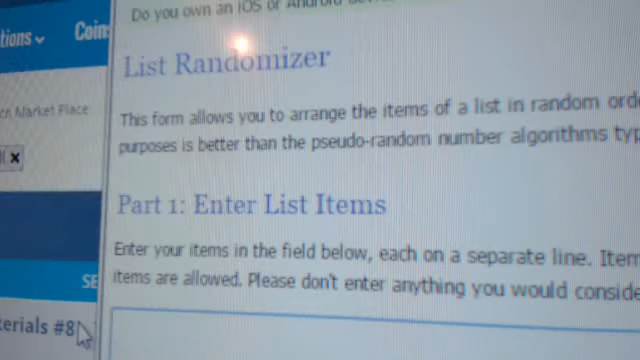 Do you own an iOS or Android
tions
Coin
List Randomizer
ch Market Place
This form allows you to arrange the items of a list in random orde
purposes is better than the pseudo-random number algorithms typ
x
Part 1: Enter List Items
Enter your items in the field below, each on a separate line. Item
items are allowed. Please don't enter anything you would conside
SE
terials #8